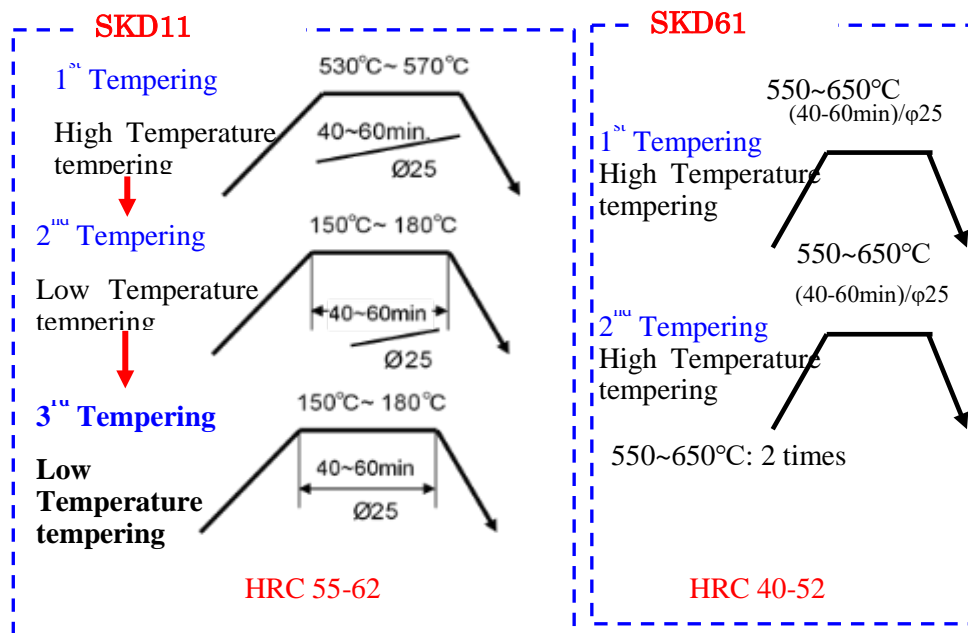 SKD11
1st Tempering
High Temperature
tempering
530°C~ 570°C
40~60min.
Ø25
2nd Tempering
Low Temperature
tempering
150°C~ 180°C
40~60min
Ø25
3rd Tempering
Low
Temperature
tempering
150°C~ 180°C
40~60min
Ø25
HRC 55-62
SKD61
550~650°C
(40-60min)/φ25
1st Tempering
High Temperature
tempering
550~650°C
(40-60min)/φ25
2nd Tempering
High Temperature
tempering
550~650°C: 2 times
HRC 40-52